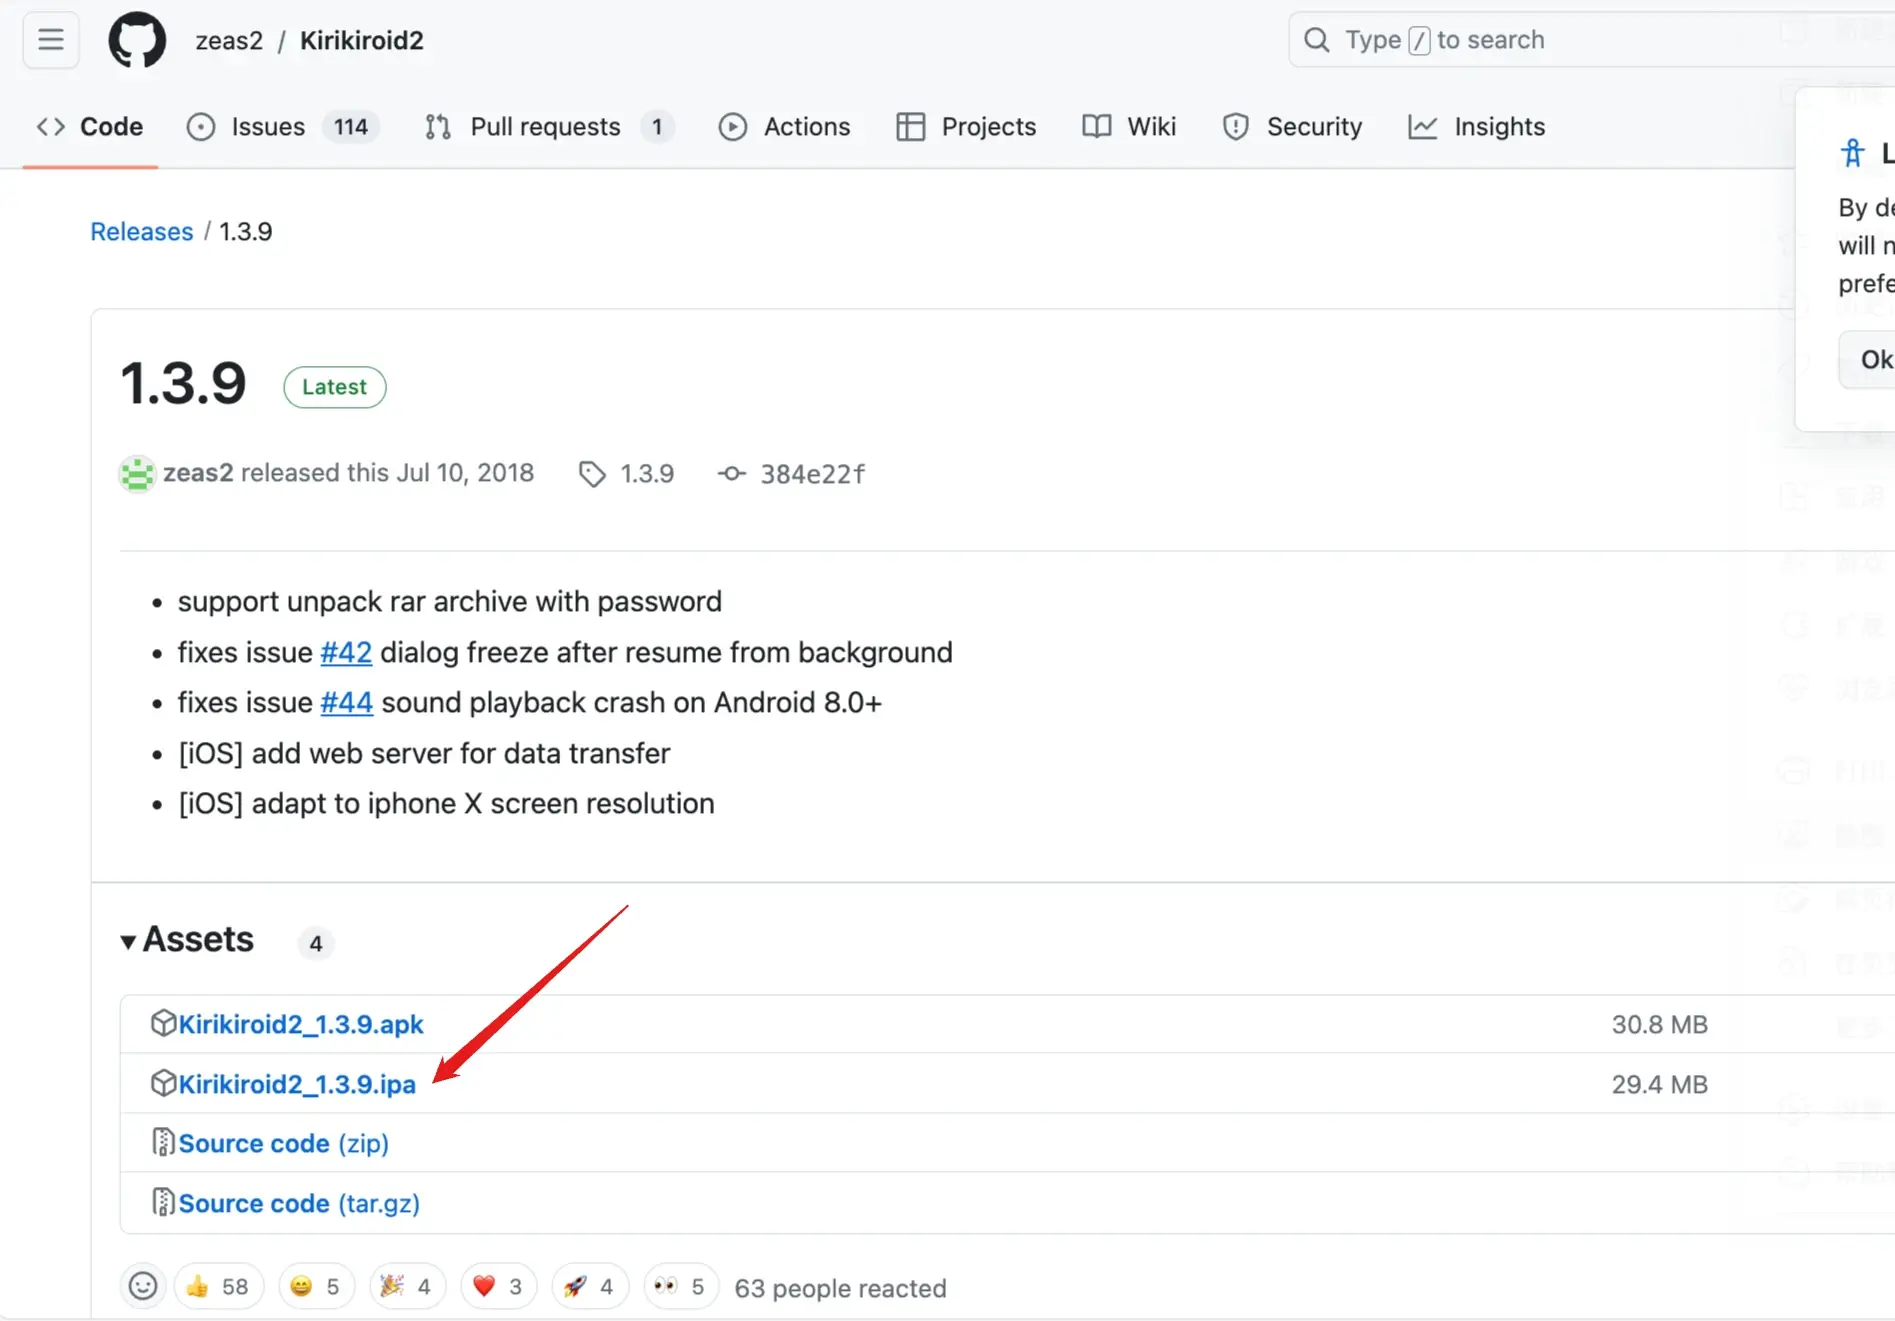 zeas2 / Kirikiroid2
Type / to search
Code
Issues 114
Pull requests 1
Actions
Projects
Wiki
Security
Insights
L
By de
will n
prefe
Ok
Releases / 1.3.9
1.3.9 Latest
zeas2 released this Jul 10, 2018 1.3.9 384e22f
• support unpack rar archive with password
• fixes issue #42 dialog freeze after resume from background
• fixes issue #44 sound playback crash on Android 8.0+
• [iOS] add web server for data transfer
• [iOS] adapt to iphone X screen resolution
Assets 4
Kirikiroid2_1.3.9.apk 30.8 MB
Kirikiroid2_1.3.9.ipa 29.4 MB
Source code (zip)
Source code (tar.gz)
58 5 4 3 4 5 63 people reacted